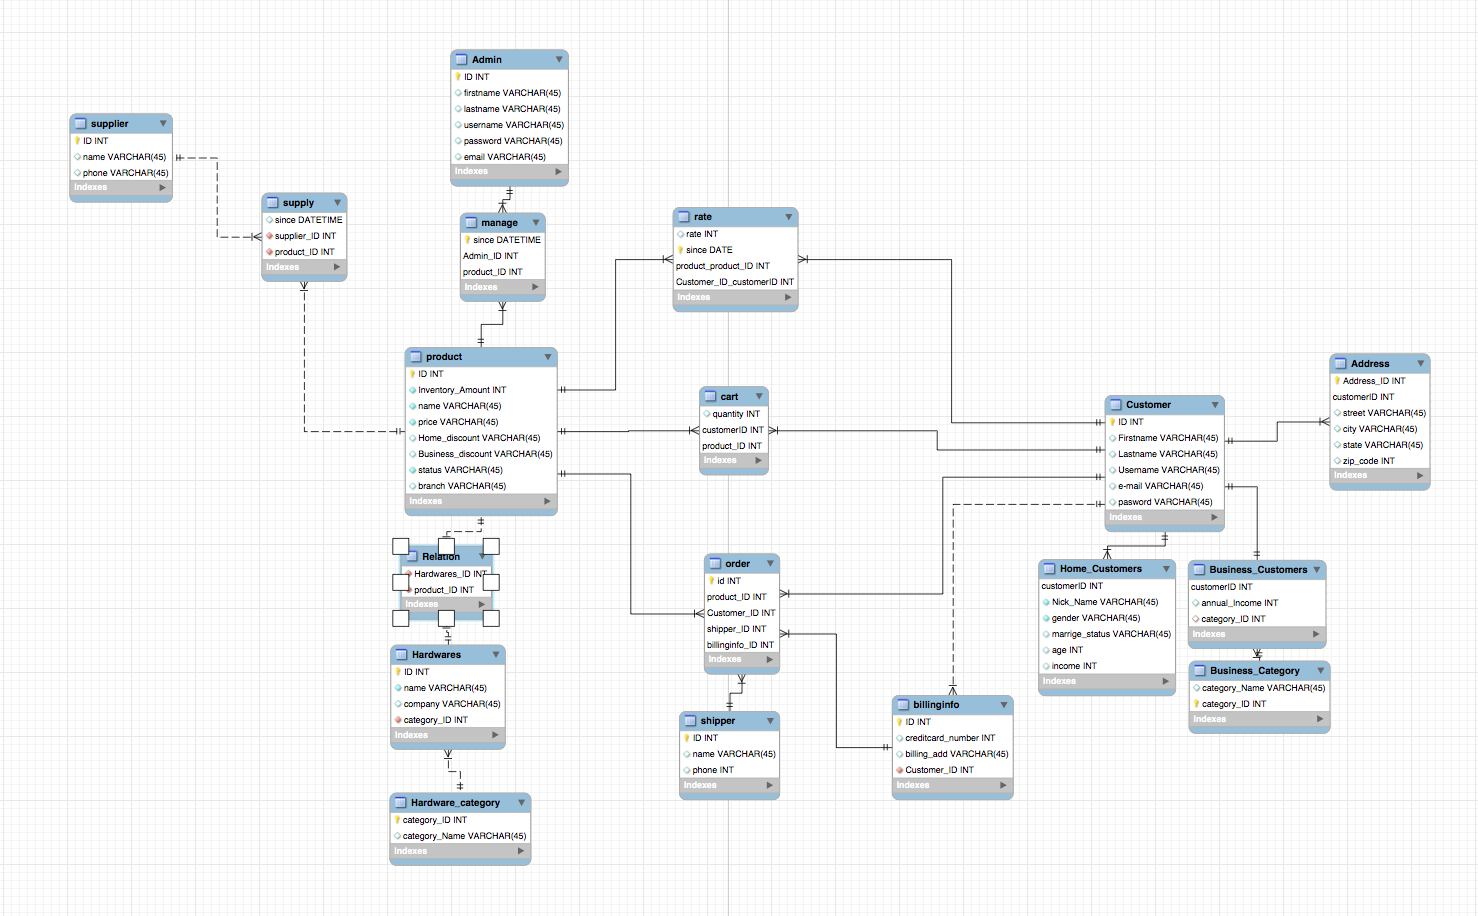 Admin
ID INT
firstname VARCHAR(45)
lastname VARCHAR(45)
username VARCHAR(45)
password VARCHAR(45)
email VARCHAR(45)
Indexes
supplier
ID INT
name VARCHAR(45)
phone VARCHAR(45)
Indexes
supply
since DATETIME
supplier_ID INT
product_ID INT
Indexes
manage
since DATETIME
Admin_ID INT
product_ID INT
Indexes
rate
rate INT
since DATE
product_product_ID INT
Customer_ID_customerID INT
Indexes
product
ID INT
Inventory_Amount INT
name VARCHAR(45)
price VARCHAR(45)
Home_discount VARCHAR(45)
Business_discount VARCHAR(45)
status VARCHAR(45)
branch VARCHAR(45)
Indexes
cart
quantity INT
customerID INT
product_ID INT
Indexes
Customer
ID INT
Firstname VARCHAR(45)
Lastname VARCHAR(45)
Username VARCHAR(45)
e-mail VARCHAR(45)
pasword VARCHAR(45)
Indexes
Address
Address_ID INT
customerID INT
street VARCHAR(45)
city VARCHAR(45)
state VARCHAR(45)
zip_code INT
Indexes
Relation
Hardwares_ID INT
product_ID INT
Indexes
order
id INT
product_ID INT
Customer_ID INT
shipper_ID INT
billinginfo_ID INT
Indexes
Home_Customers
customerID INT
Nick_Name VARCHAR(45)
gender VARCHAR(45)
marrige_status VARCHAR(45)
age INT
income INT
Indexes
Business_Customers
customerID INT
annual_Income INT
category_ID INT
Indexes
Business_Category
category_Name VARCHAR(45)
category_ID INT
Indexes
Hardwares
ID INT
name VARCHAR(45)
company VARCHAR(45)
category_ID INT
Indexes
shipper
ID INT
name VARCHAR(45)
phone INT
Indexes
billinginfo
ID INT
creditcard_number INT
billing_add VARCHAR(45)
Customer_ID INT
Indexes
Hardware_category
category_ID INT
category_Name VARCHAR(45)
Indexes